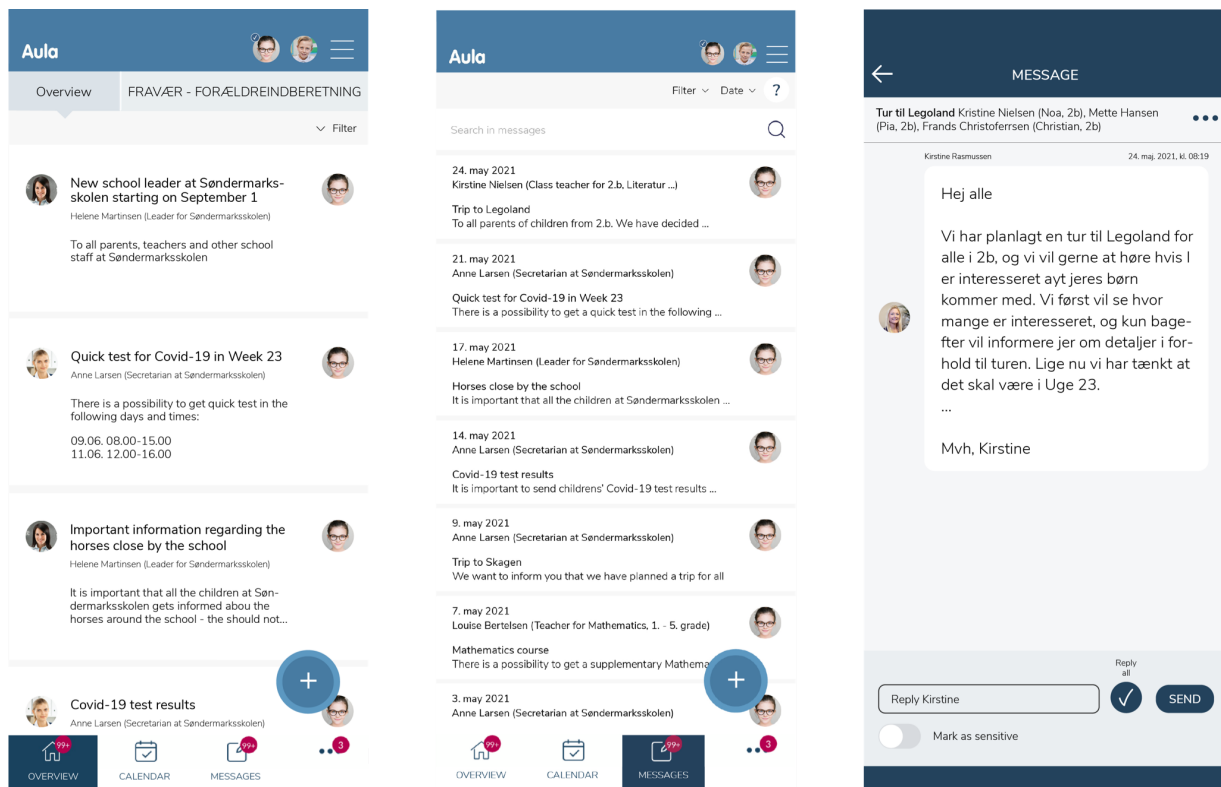 Aula
Overview
FRAVÆR - FORÆLDREINDBERETNING
Filter
New school leader at Søndermarks-
skolen starting on September 1
Helene Martinsen (Leader for Søndermarksskolen)
To all parents, teachers and other school
staff at Søndermarksskolen
Quick test for Covid-19 in Week 23
Anne Larsen (Secretarian at Søndermarksskolen)
There is a possibility to get quick test in the
following days and times:
09.06. 08.00-15.00
11.06. 12.00-16.00
Important information regarding the
horses close by the school
Helene Martinsen (Leader for Søndermarksskolen)
It is important that all the children at Søn-
dermarksskolen gets informed abou the
horses around the school - the should not...
+
Covid-19 test results
Anne Larsen (Secretarian at Søndermarksskolen)
99+
99+
3
OVERVIEW
CALENDAR
MESSAGES
Aula
Filter
Date
?
Search in messages
24. may 2021
Kirstine Nielsen (Class teacher for 2.b, Literatur ...)
Trip to Legoland
To all parents of children from 2.b. We have decided ...
21. may 2021
Anne Larsen (Secretarian at Søndermarksskolen)
Quick test for Covid-19 in Week 23
There is a possibility to get a quick test in the following ...
17. may 2021
Helene Martinsen (Leader for Søndermarksskolen)
Horses close by the school
It is important that all the children at Søndermarksskolen ...
14. may 2021
Anne Larsen (Secretarian at Søndermarksskolen)
Covid-19 test results
It is important to send childrens' Covid-19 test results ...
9. may 2021
Anne Larsen (Secretarian at Søndermarksskolen)
Trip to Skagen
We want to inform you that we have planned a trip for all
7. may 2021
Louise Bertelsen (Teacher for Mathematics, 1. - 5. grade)
Mathematics course
There is a possibility to get a supplementary Mathema
+
3. may 2021
Anne Larsen (Secretarian at Søndermarksskolen)
99+
99+
3
OVERVIEW
CALENDAR
MESSAGES
MESSAGE
Tur til Legoland Kristine Nielsen (Noa, 2b), Mette Hansen
(Pia, 2b), Frands Christofersen (Christian, 2b)
Kirstine Rasmussen
24. maj. 2021, kl. 08:19
Hej alle
Vi har planlagt en tur til Legoland for
alle i 2b, og vi vil gerne at høre hvis I
er interesseret ayt jeres børn
kommer med. Vi først vil se hvor
mange er interesseret, og kun bage-
fter vil informere jer om detaljer i for-
hold til turen. Lige nu vi har tænkt at
det skal være i Uge 23.
...
Mvh, Kirstine
Reply
all
Reply Kirstine
SEND
Mark as sensitive